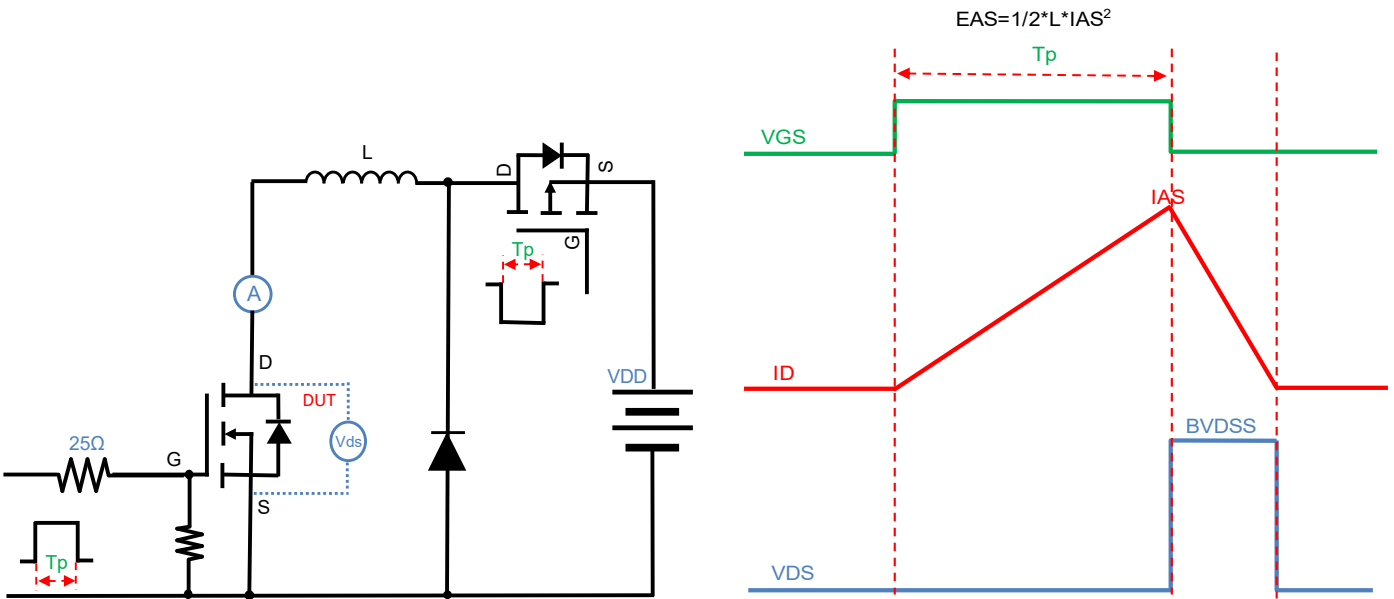 EAS=1/2*L*IAS²
Tp
VGS
L
D
S
G
Tp
IAS
A
D
VDD
ID
DUT
25Ω
G
Vds
BVDSS
S
Tp
VDS